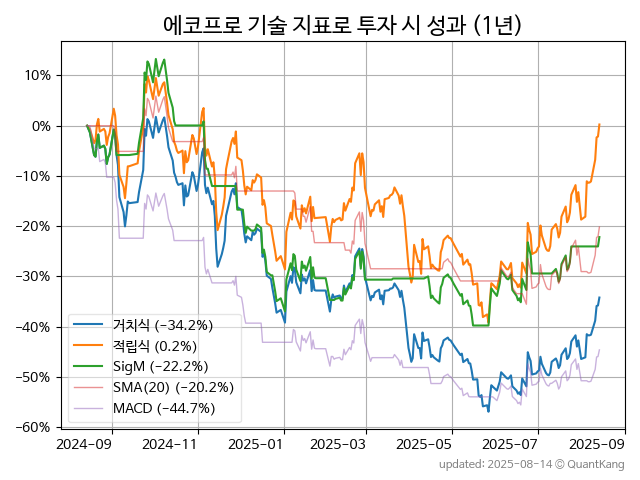 에코프로 기술 지표로 투자 시 성과 (1년)
10%
0%
−10%
−20%
−30%
−40%
−50%
−60%
거치식 (−34.2%)
적립식 (0.2%)
SigM (−22.2%)
SMA(20) (−20.2%)
MACD (−44.7%)
2024-09 2024-11 2025-01 2025-03 2025-05 2025-07 2025-09
updated: 2025-08-14 © QuantKang